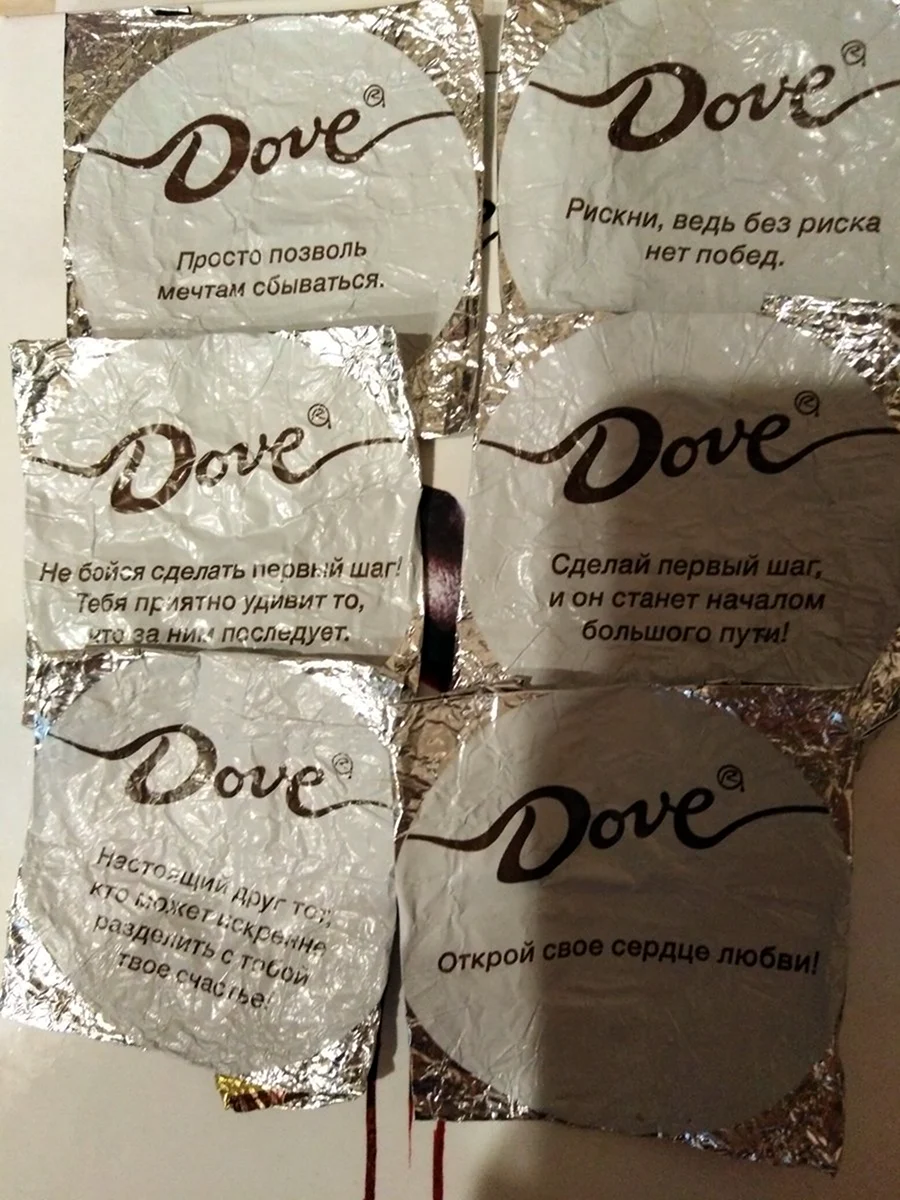 Dove®
Просто позволь
мечтам сбываться.
Dove®
Рискни, ведь без риска
нет побед.
Dove®
Не бойся сделать первый шаг!
Тебя приятно удивит то,
что за ним последует.
Dove®
Сделай первый шаг,
и он станет началом
большого пути!
Dove®
Настоящий друг тот,
кто может искренне
разделить с тобой
твое счастье!
Dove®
Открой свое сердце любви!